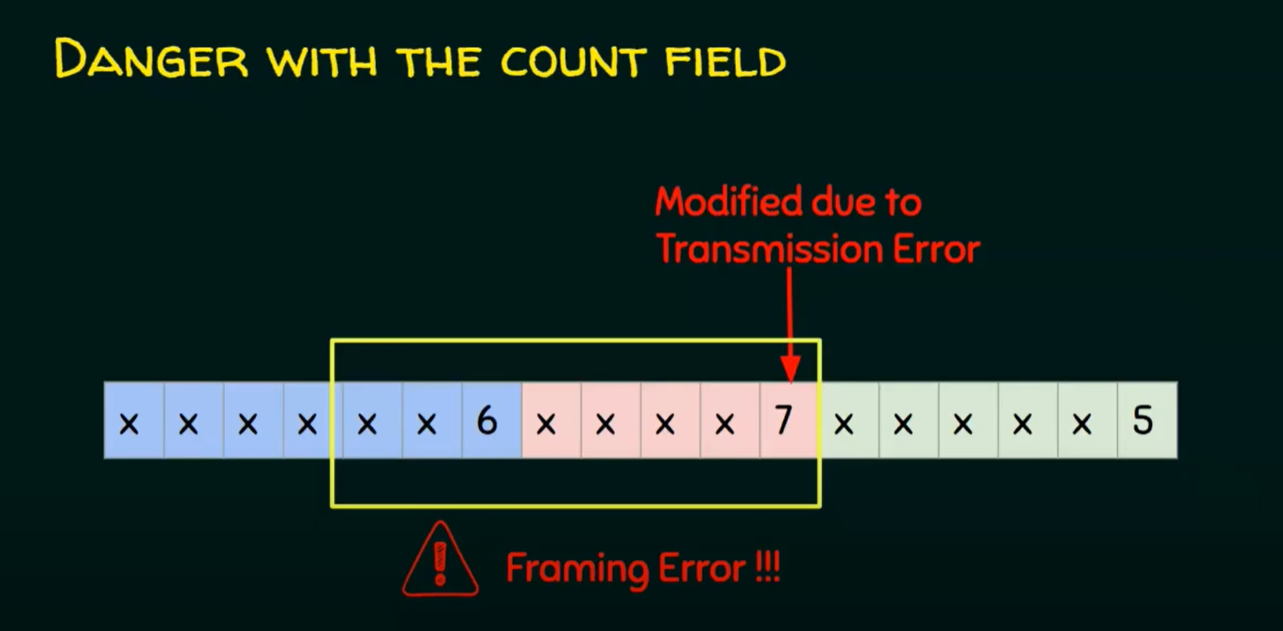 DANGER WITH THE COUNT FIELD
Modified due to
Transmission Error
x x x x x x 6 x x x x 7 x x x x x 5
! Framing Error !!!